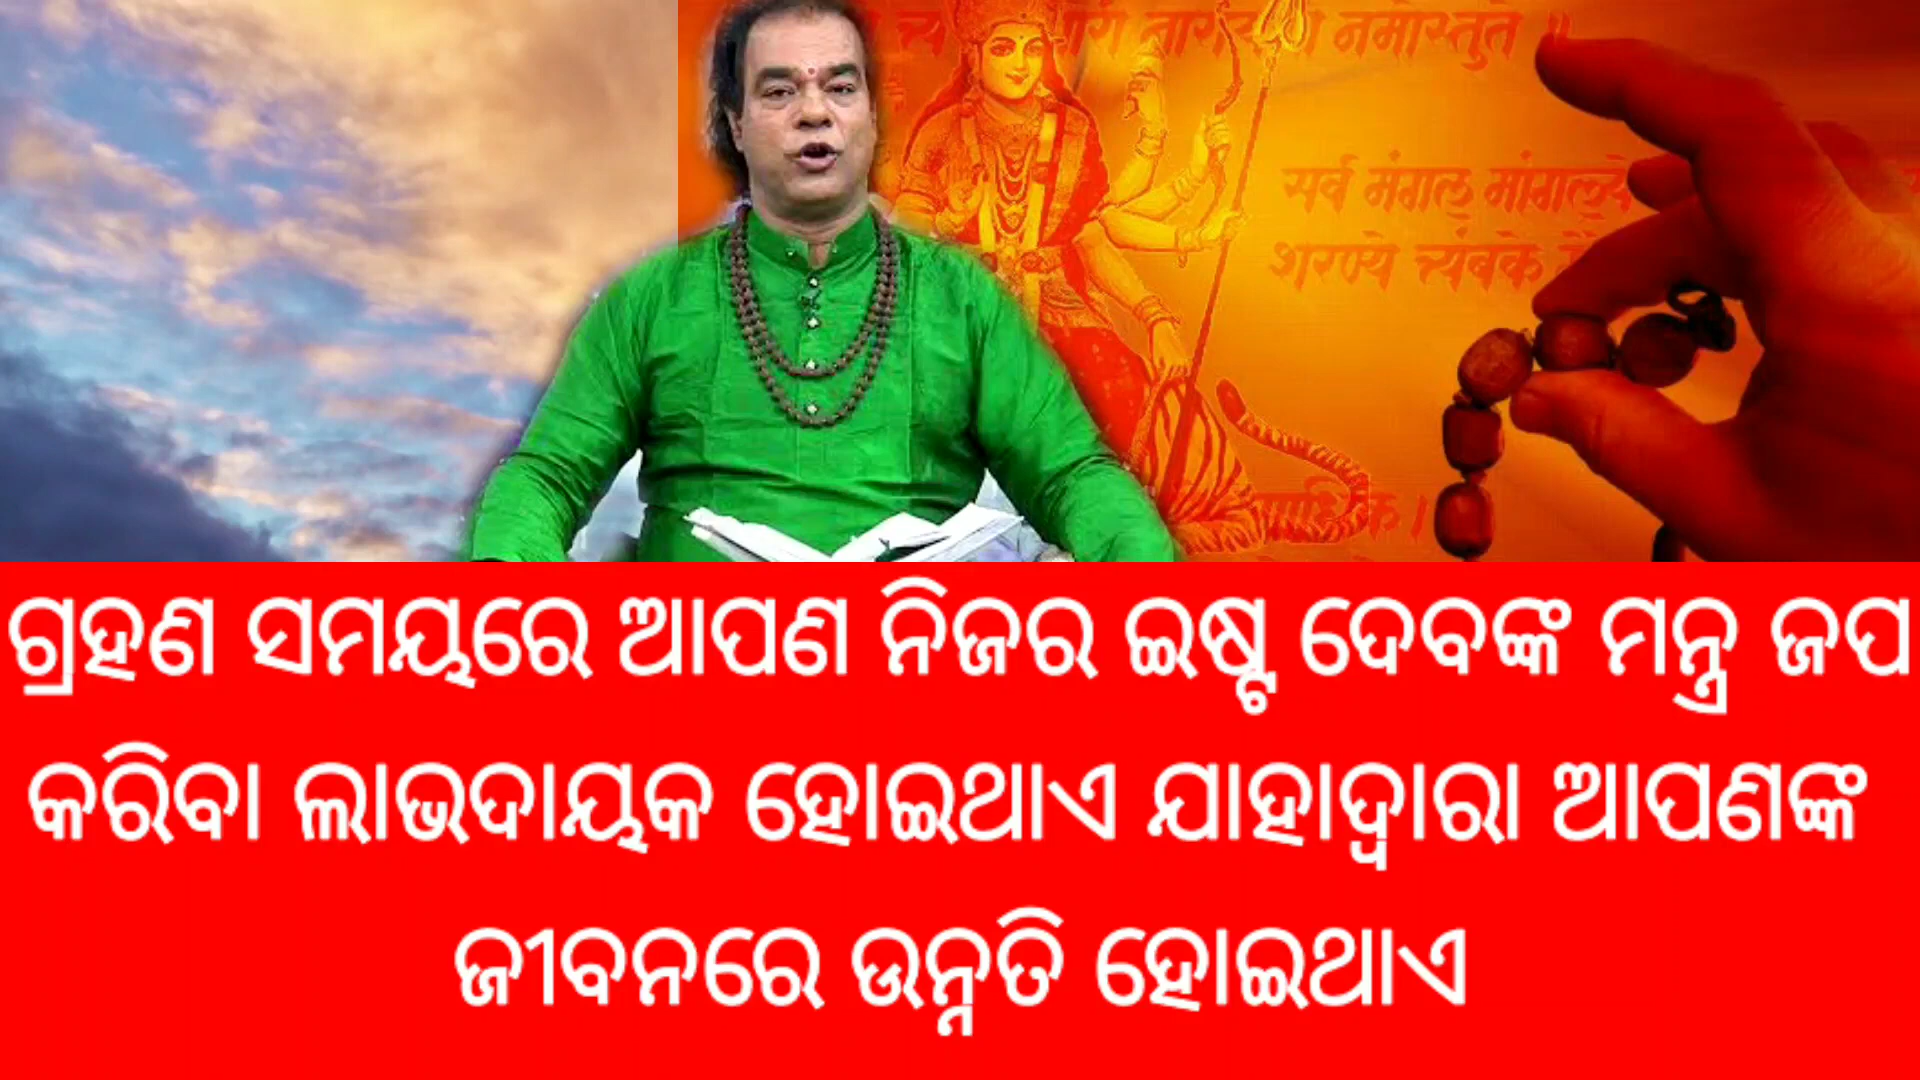 नमोस्तुते ॥
सर्व मंगल मांगल्ये
शरण्ये त्र्यंबके
ଗ୍ରହଣ ସମୟରେ ଆପଣ ନିଜର ଇଷ୍ଟ ଦେବଙ୍କ ମନ୍ତ୍ର ଜପ
କରିବା ଲାଭଦାୟକ ହୋଇଥାଏ ଯାହାଦ୍ୱାରା ଆପଣଙ୍କ
ଜୀବନରେ ଉନ୍ନତି ହୋଇଥାଏ